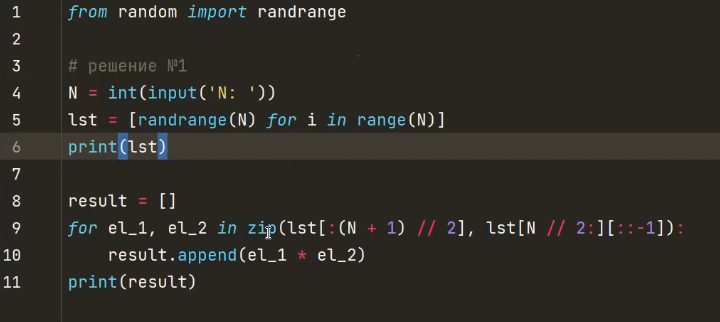 1 from random import randrange
2
3 # решение №1
4 N = int(input('N: '))
5 lst = [randrange(N) for i in range(N)]
6 print(lst)
7
8 result = []
9 for el_1, el_2 in zip(lst[:(N + 1) // 2], lst[N // 2:][::-1]):
10 result.append(el_1 * el_2)
11 print(result)